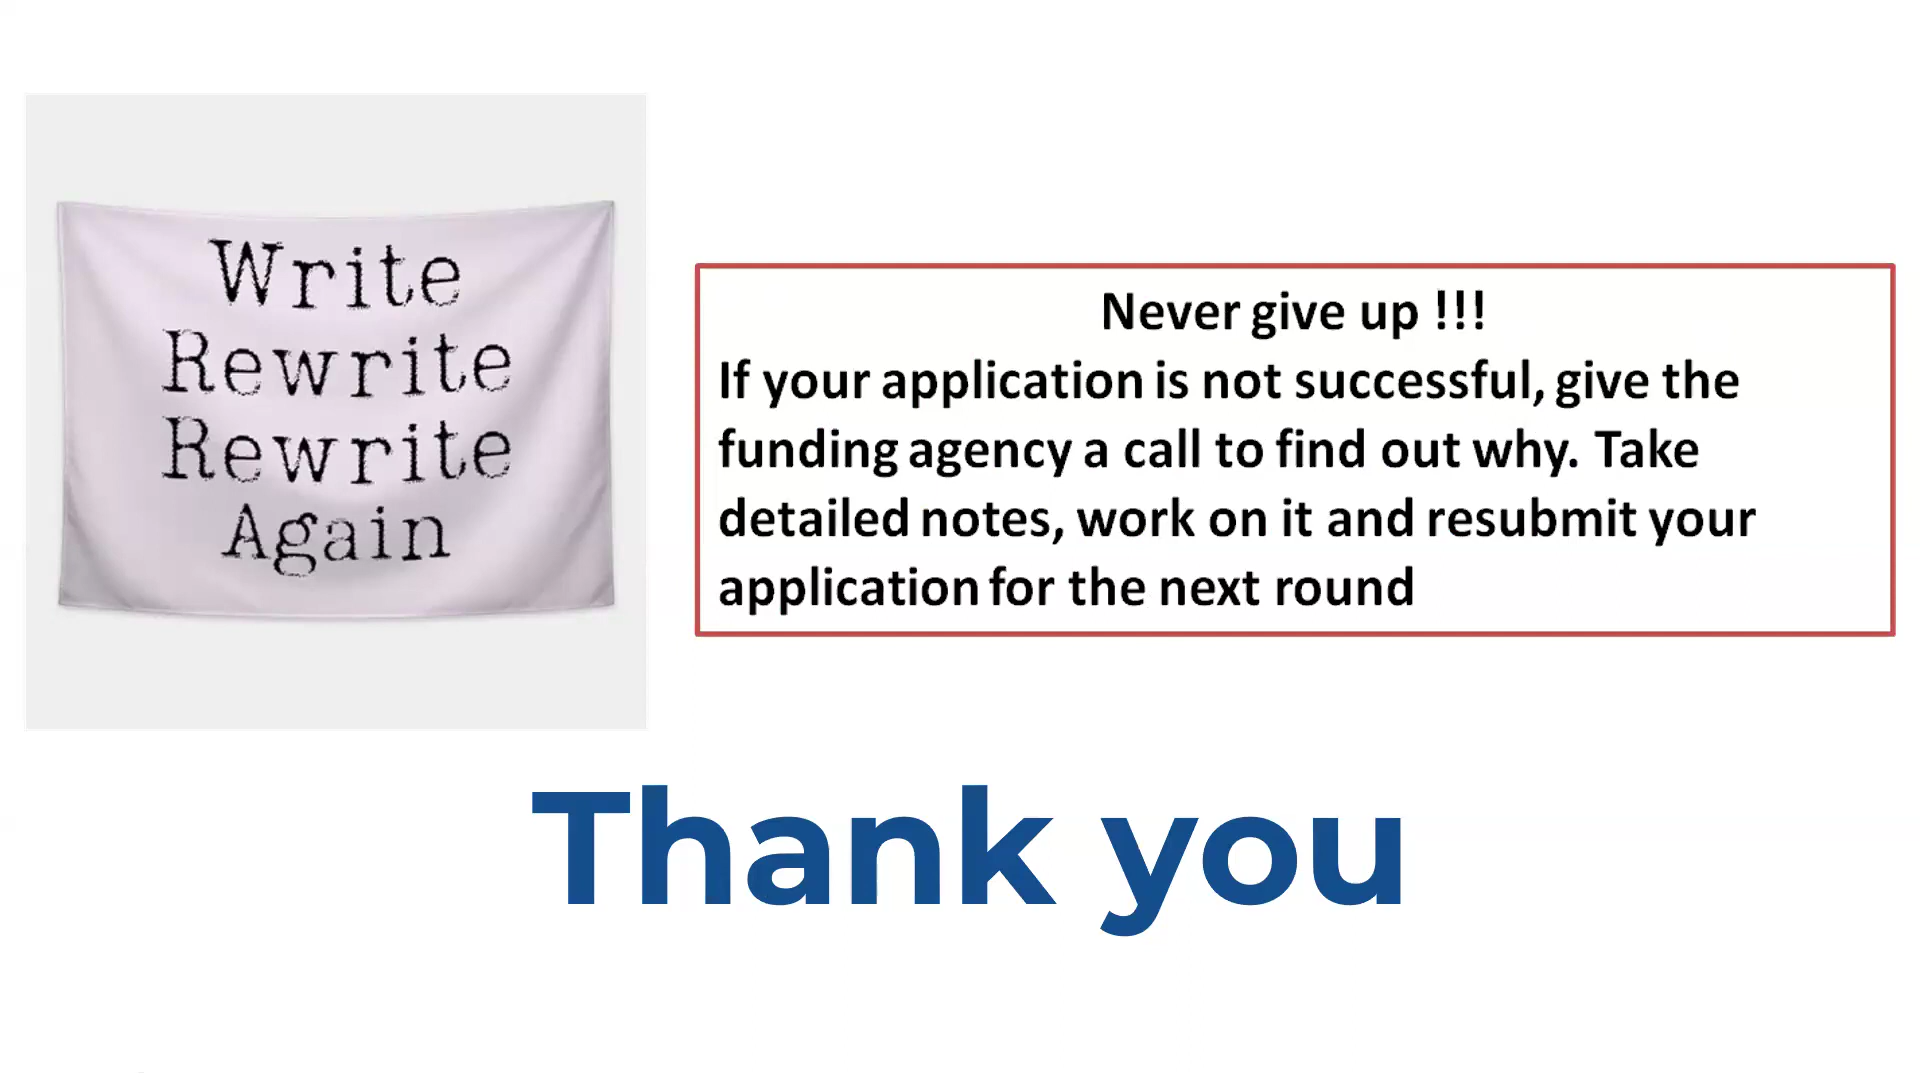 Write
Rewrite
Rewrite
Again
Never give up !!!
If your application is not successful, give the
funding agency a call to find out why. Take
detailed notes, work on it and resubmit your
application for the next round
Thank you